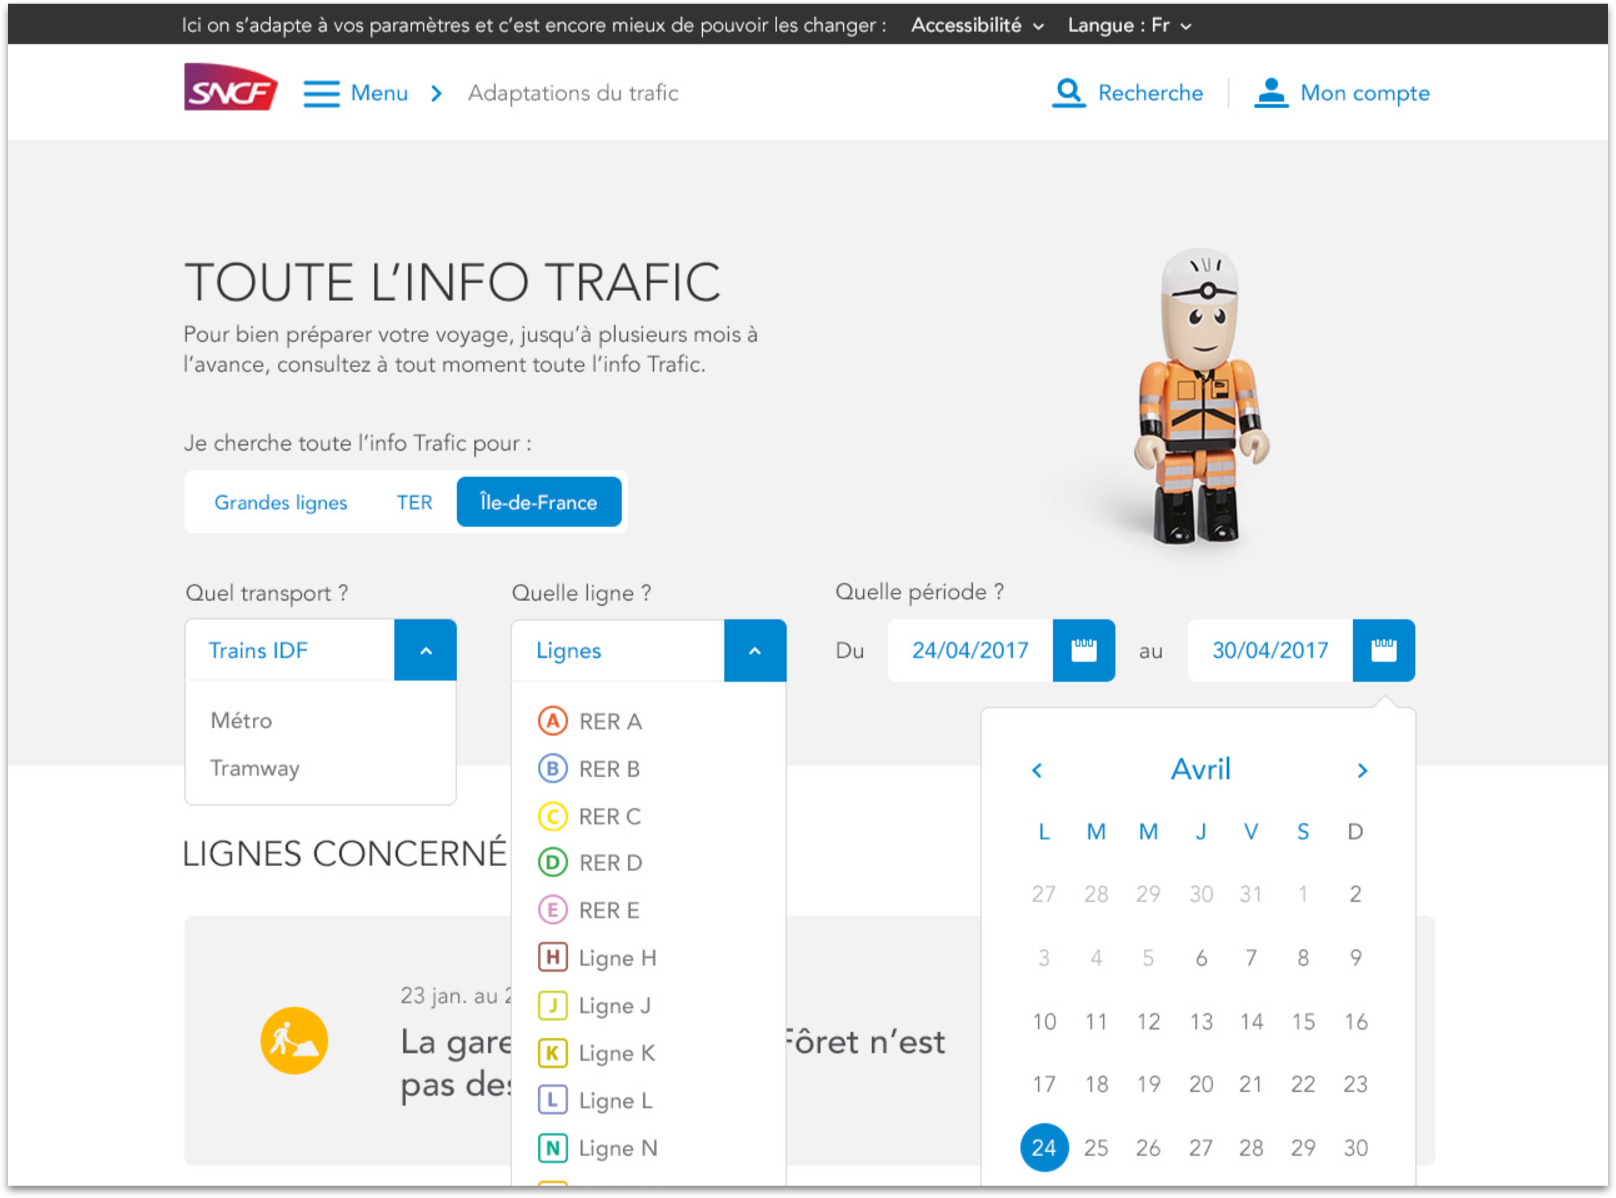 Ici on s’adapte à vos paramètres et c’est encore mieux de pouvoir les changer : Accessibilité Langue : Fr
SNCF Menu Adaptations du trafic Recherche Mon compte
TOUTE L’INFO TRAFIC
Pour bien préparer votre voyage, jusqu’à plusieurs mois à
l’avance, consultez à tout moment toute l’info Trafic.
Je cherche toute l’info Trafic pour :
Grandes lignes TER Île-de-France
Quel transport ?
Trains IDF
Métro
Tramway
Quelle ligne ?
Lignes
A RER A
B RER B
C RER C
D RER D
E RER E
H Ligne H
J Ligne J
K Ligne K
L Ligne L
N Ligne N
Quelle période ?
Du 24/04/2017 au 30/04/2017
Avril
L M M J V S D
27 28 29 30 31 1 2
3 4 5 6 7 8 9
10 11 12 13 14 15 16
17 18 19 20 21 22 23
24 25 26 27 28 29 30
LIGNES CONCERNÉ
23 jan. au
La gare Fôret n’est
pas des